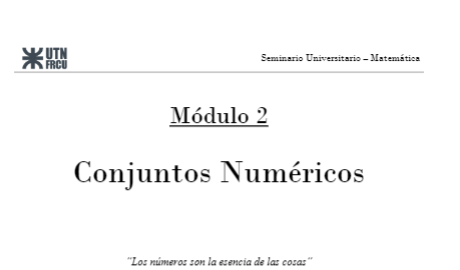 UTN
FRCU
Seminario Universitario – Matemática
Módulo 2
Conjuntos Numéricos
"Los números son la esencia de las cosas"